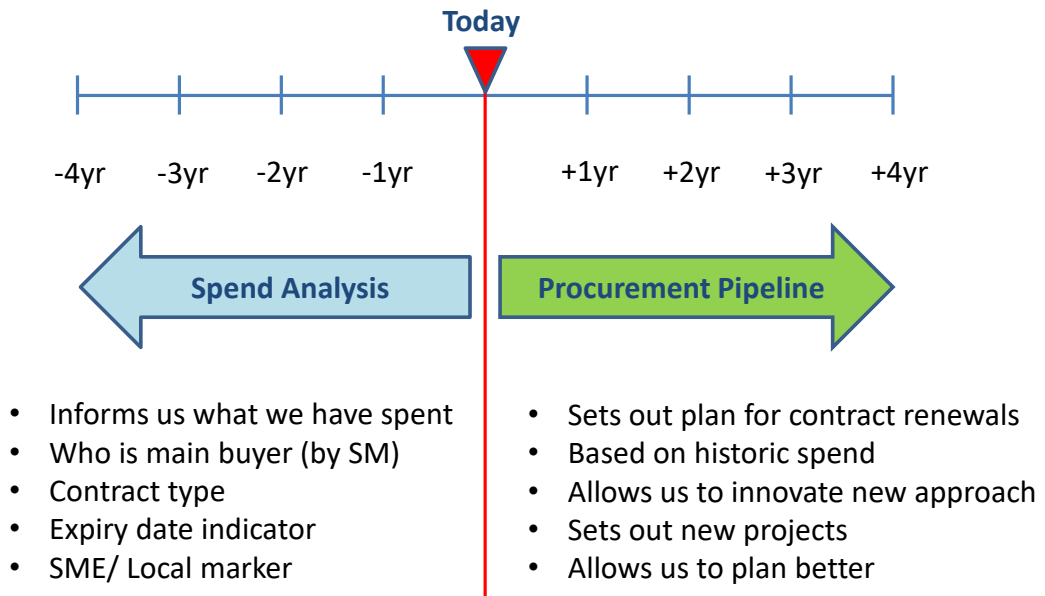 Today
-4yr -3yr -2yr -1yr +1yr +2yr +3yr +4yr
Spend Analysis
Procurement Pipeline
• Informs us what we have spent
• Who is main buyer (by SM)
• Contract type
• Expiry date indicator
• SME/ Local marker
• Sets out plan for contract renewals
• Based on historic spend
• Allows us to innovate new approach
• Sets out new projects
• Allows us to plan better